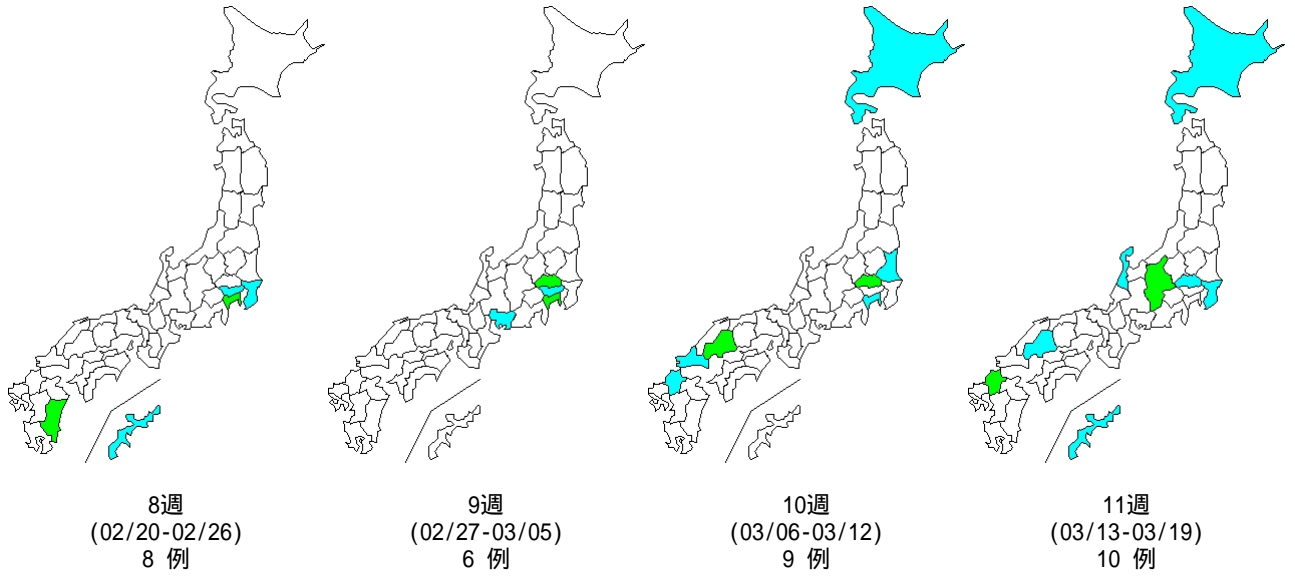 8週
(02/20-02/26)
8 例
9週
(02/27-03/05)
6 例
10週
(03/06-03/12)
9 例
11週
(03/13-03/19)
10 例